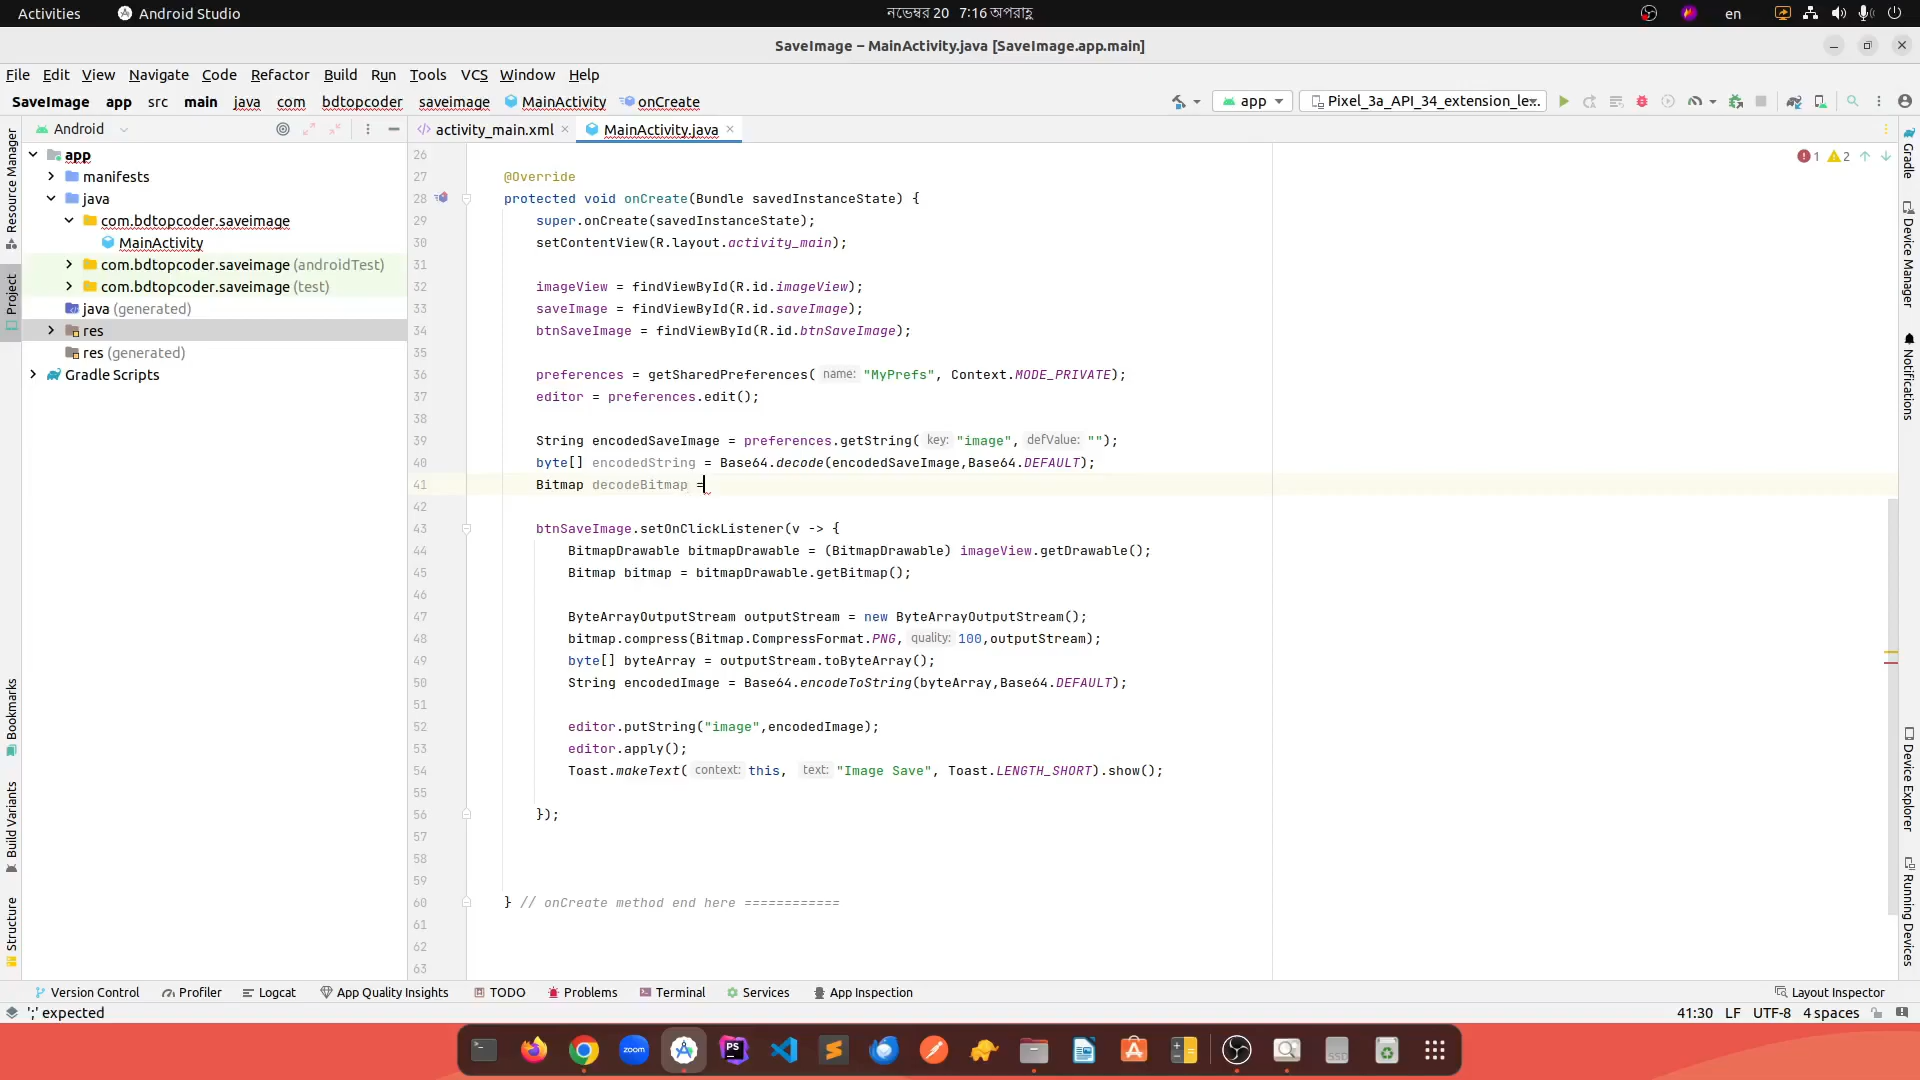 Activities
Android Studio
নভেম্বর 20 7:16 অপরাহ্ণ
en
SaveImage – MainActivity.java [SaveImage.app.main]
File Edit View Navigate Code Refactor Build Run Tools VCS Window Help
SaveImage app src main java com bdtopcoder saveimage MainActivity onCreate
app
Pixel_3a_API_34_extension_le...
Android
activity_main.xml
MainActivity.java
1 2
Resource Manager
Project
Bookmarks
Build Variants
Structure
app
manifests
java
com.bdtopcoder.saveimage
MainActivity
com.bdtopcoder.saveimage (androidTest)
com.bdtopcoder.saveimage (test)
java (generated)
res
res (generated)
Gradle Scripts
26
27 @Override
28 protected void onCreate(Bundle savedInstanceState) {
29 super.onCreate(savedInstanceState);
30 setContentView(R.layout.activity_main);
31
32 imageView = findViewById(R.id.imageView);
33 saveImage = findViewById(R.id.saveImage);
34 btnSaveImage = findViewById(R.id.btnSaveImage);
35
36 preferences = getSharedPreferences( name: "MyPrefs", Context.MODE_PRIVATE);
37 editor = preferences.edit();
38
39 String encodedSaveImage = preferences.getString( key: "image", defValue: "");
40 byte[] encodedString = Base64.decode(encodedSaveImage,Base64.DEFAULT);
41 Bitmap decodeBitmap =
42
43 btnSaveImage.setOnClickListener(v -> {
44 BitmapDrawable bitmapDrawable = (BitmapDrawable) imageView.getDrawable();
45 Bitmap bitmap = bitmapDrawable.getBitmap();
46
47 ByteArrayOutputStream outputStream = new ByteArrayOutputStream();
48 bitmap.compress(Bitmap.CompressFormat.PNG, quality: 100,outputStream);
49 byte[] byteArray = outputStream.toByteArray();
50 String encodedImage = Base64.encodeToString(byteArray,Base64.DEFAULT);
51
52 editor.putString("image",encodedImage);
53 editor.apply();
54 Toast.makeText( context: this, text: "Image Save", Toast.LENGTH_SHORT).show();
55
56 });
57
58
59
60 } // onCreate method end here ============
61
62
63
Gradle
Device Manager
Notifications
Device Explorer
Running Devices
Version Control Profiler Logcat App Quality Insights TODO Problems Terminal Services App Inspection Layout Inspector
';' expected
41:30 LF UTF-8 4 spaces
zoom
PS
SSD